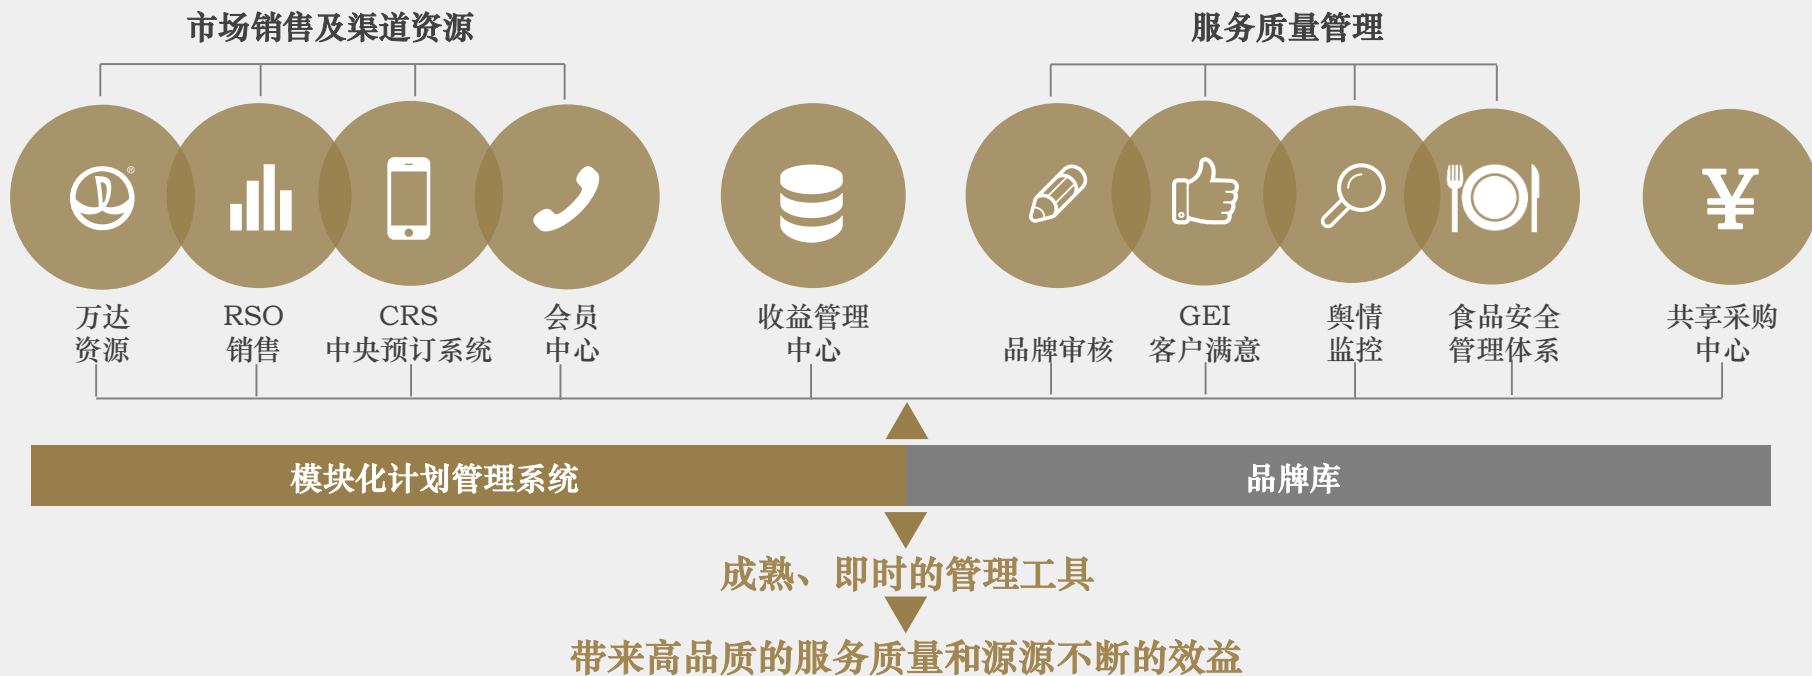 市场销售及渠道资源
服务质量管理
®
万达
资源
RSO
销售
CRS
中央预订系统
会员
中心
收益管理
中心
品牌审核
GEI
客户满意
舆情
监控
食品安全
管理体系
¥
共享采购
中心
模块化计划管理系统
品牌库
成熟、即时的管理工具
带来高品质的服务质量和源源不断的效益